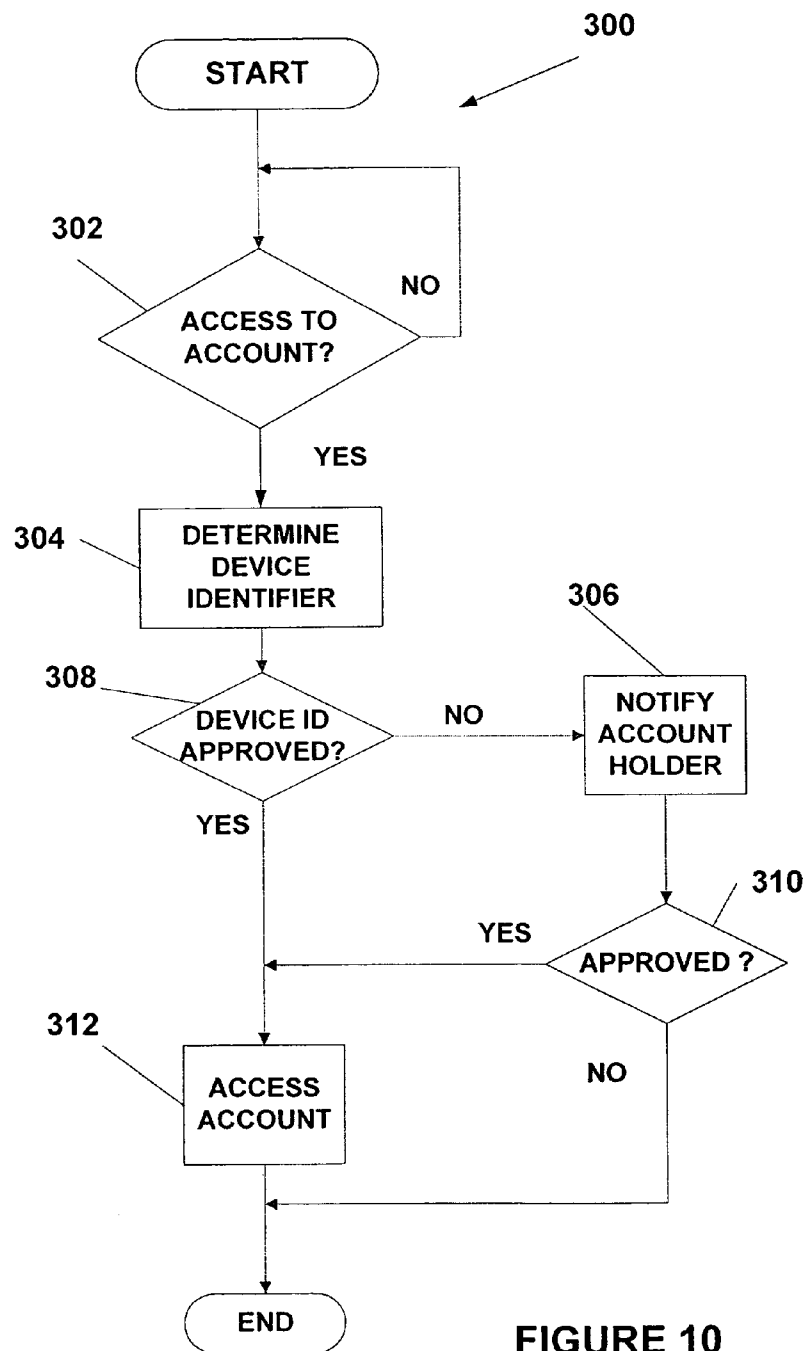 300
START
302
NO
ACCESS TO
ACCOUNT?
YES
304
DETERMINE
DEVICE
IDENTIFIER
306
308
DEVICE ID
APPROVED?
NO
NOTIFY
ACCOUNT
HOLDER
YES
310
YES
APPROVED ?
312
ACCESS
ACCOUNT
NO
END
FIGURE 10